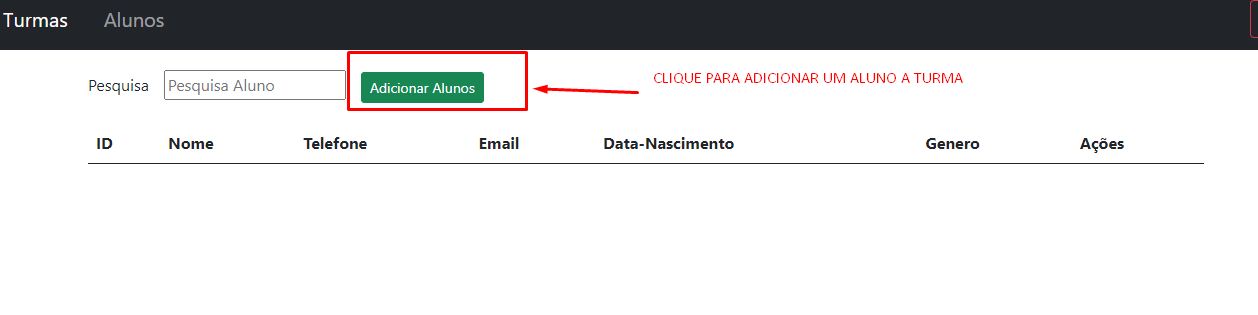 Turmas Alunos
Pesquisa Pesquisa Aluno Adicionar Alunos CLIQUE PARA ADICIONAR UM ALUNO A TURMA
ID Nome Telefone Email Data-Nascimento Genero Ações